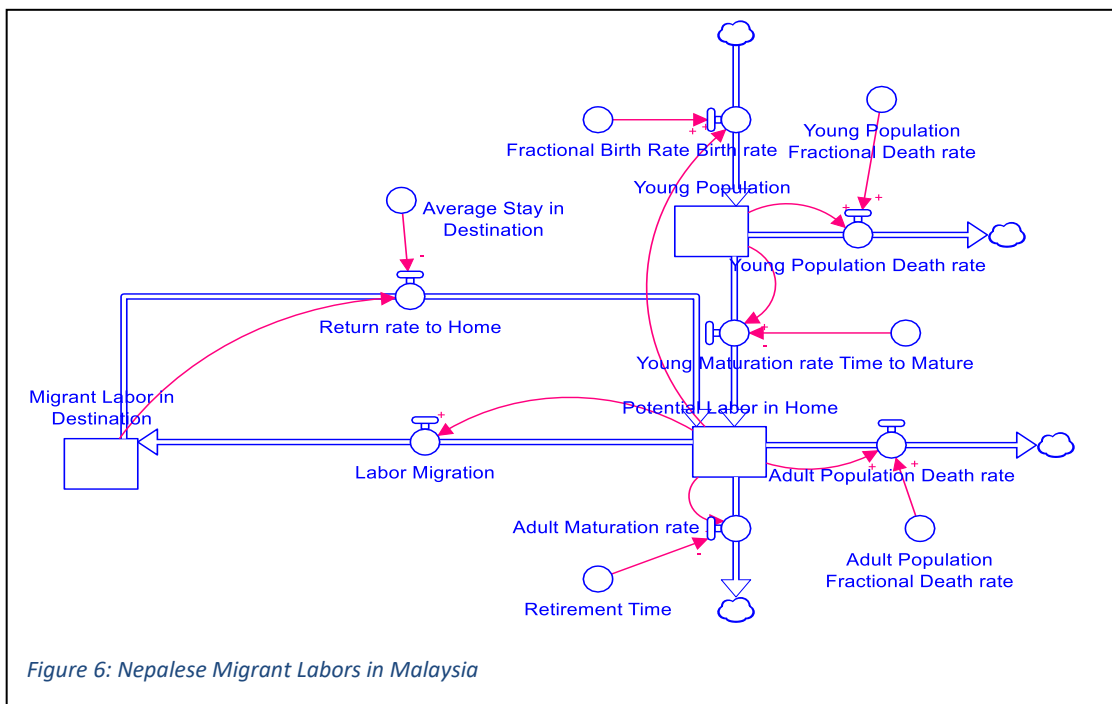 Young Population
Fractional Death rate
Fractional Birth Rate Birth rate
Young Population
Average Stay in
Destination
Young Population Death rate
Return rate to Home
Young Maturation rate Time to Mature
Migrant Labor in
Destination
Potential Labor in Home
Labor Migration
Adult Population Death rate
Adult Maturation rate
Adult Population
Fractional Death rate
Retirement Time
Figure 6: Nepalese Migrant Labors in Malaysia